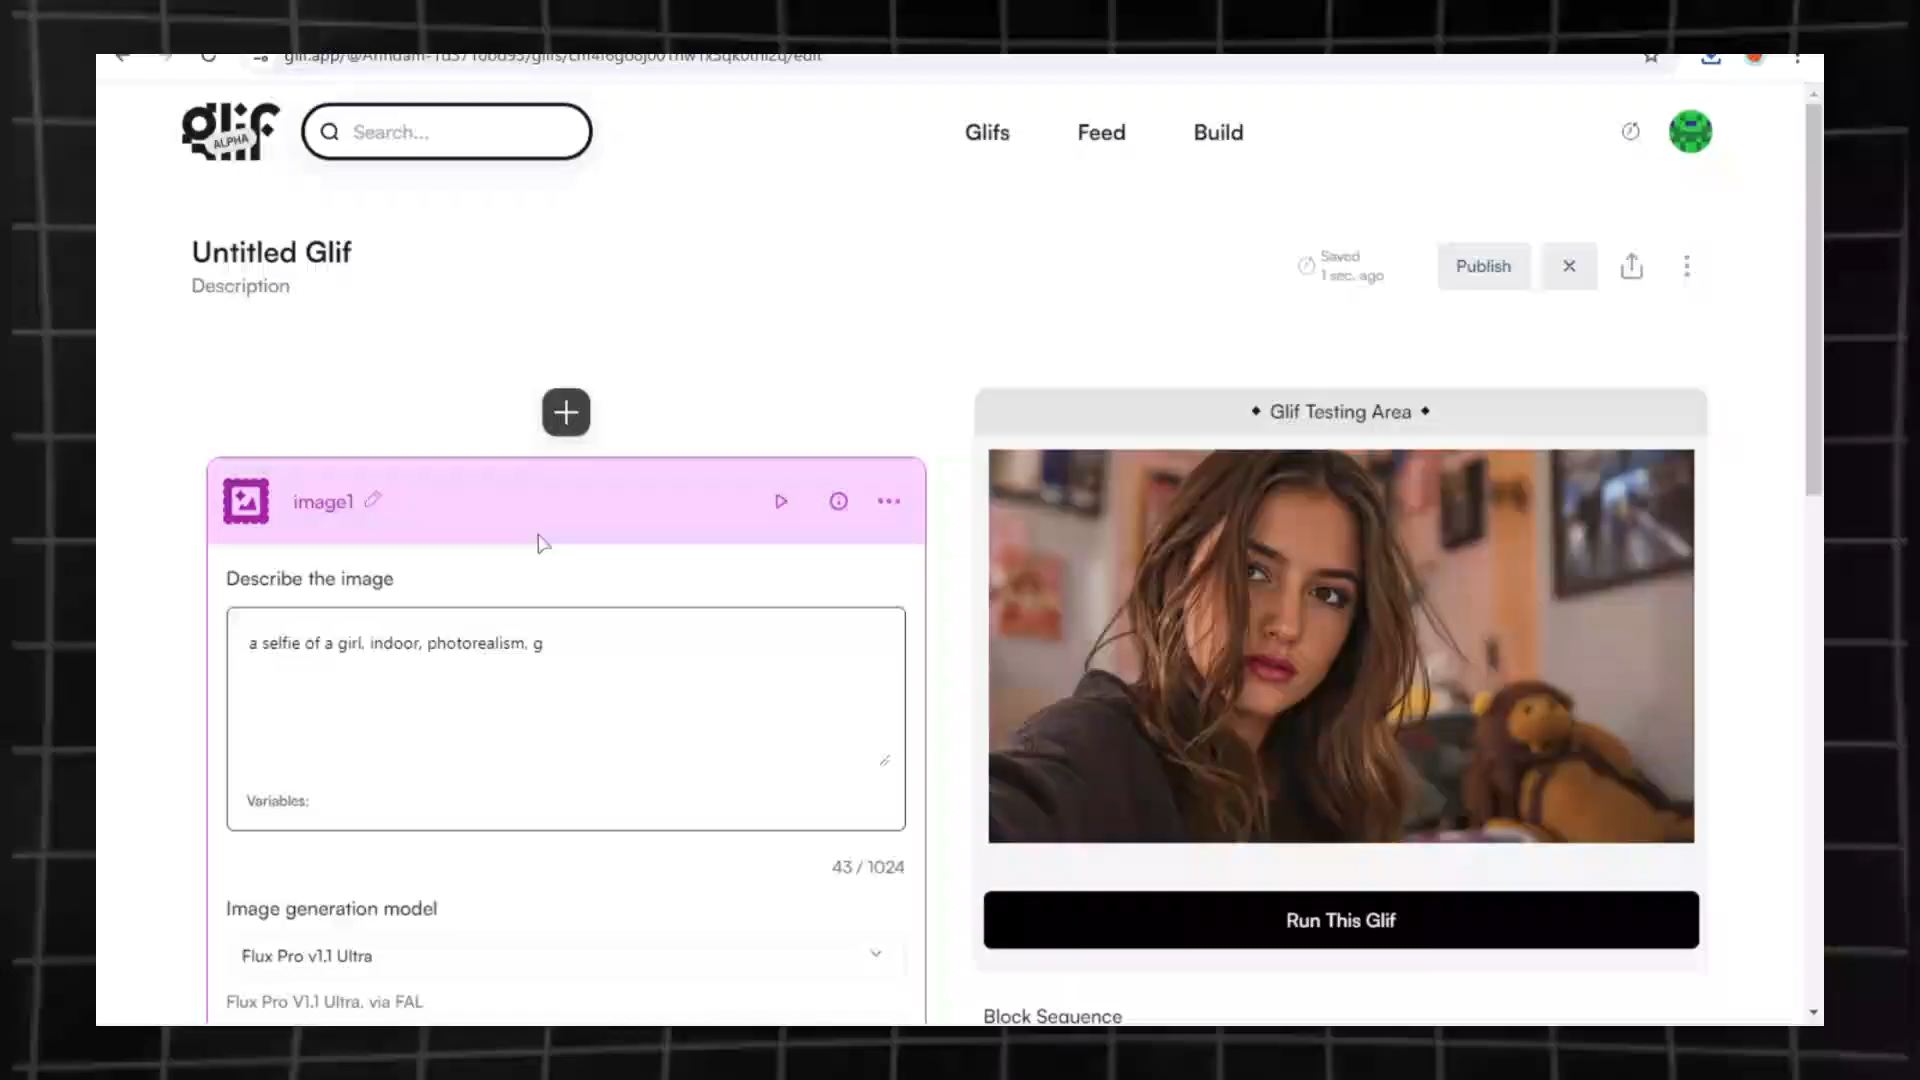 glif
ALPHA
Search...
Glifs
Feed
Build
Untitled Glif
Description
Saved
1 sec. ago
Publish
Glif Testing Area
image1
Describe the image
a selfie of a girl, indoor, photorealism, g
Variables:
43 / 1024
Image generation model
Flux Pro v1.1 Ultra
Run This Glif
Flux Pro V1.1 Ultra, via FAL
Block Sequence